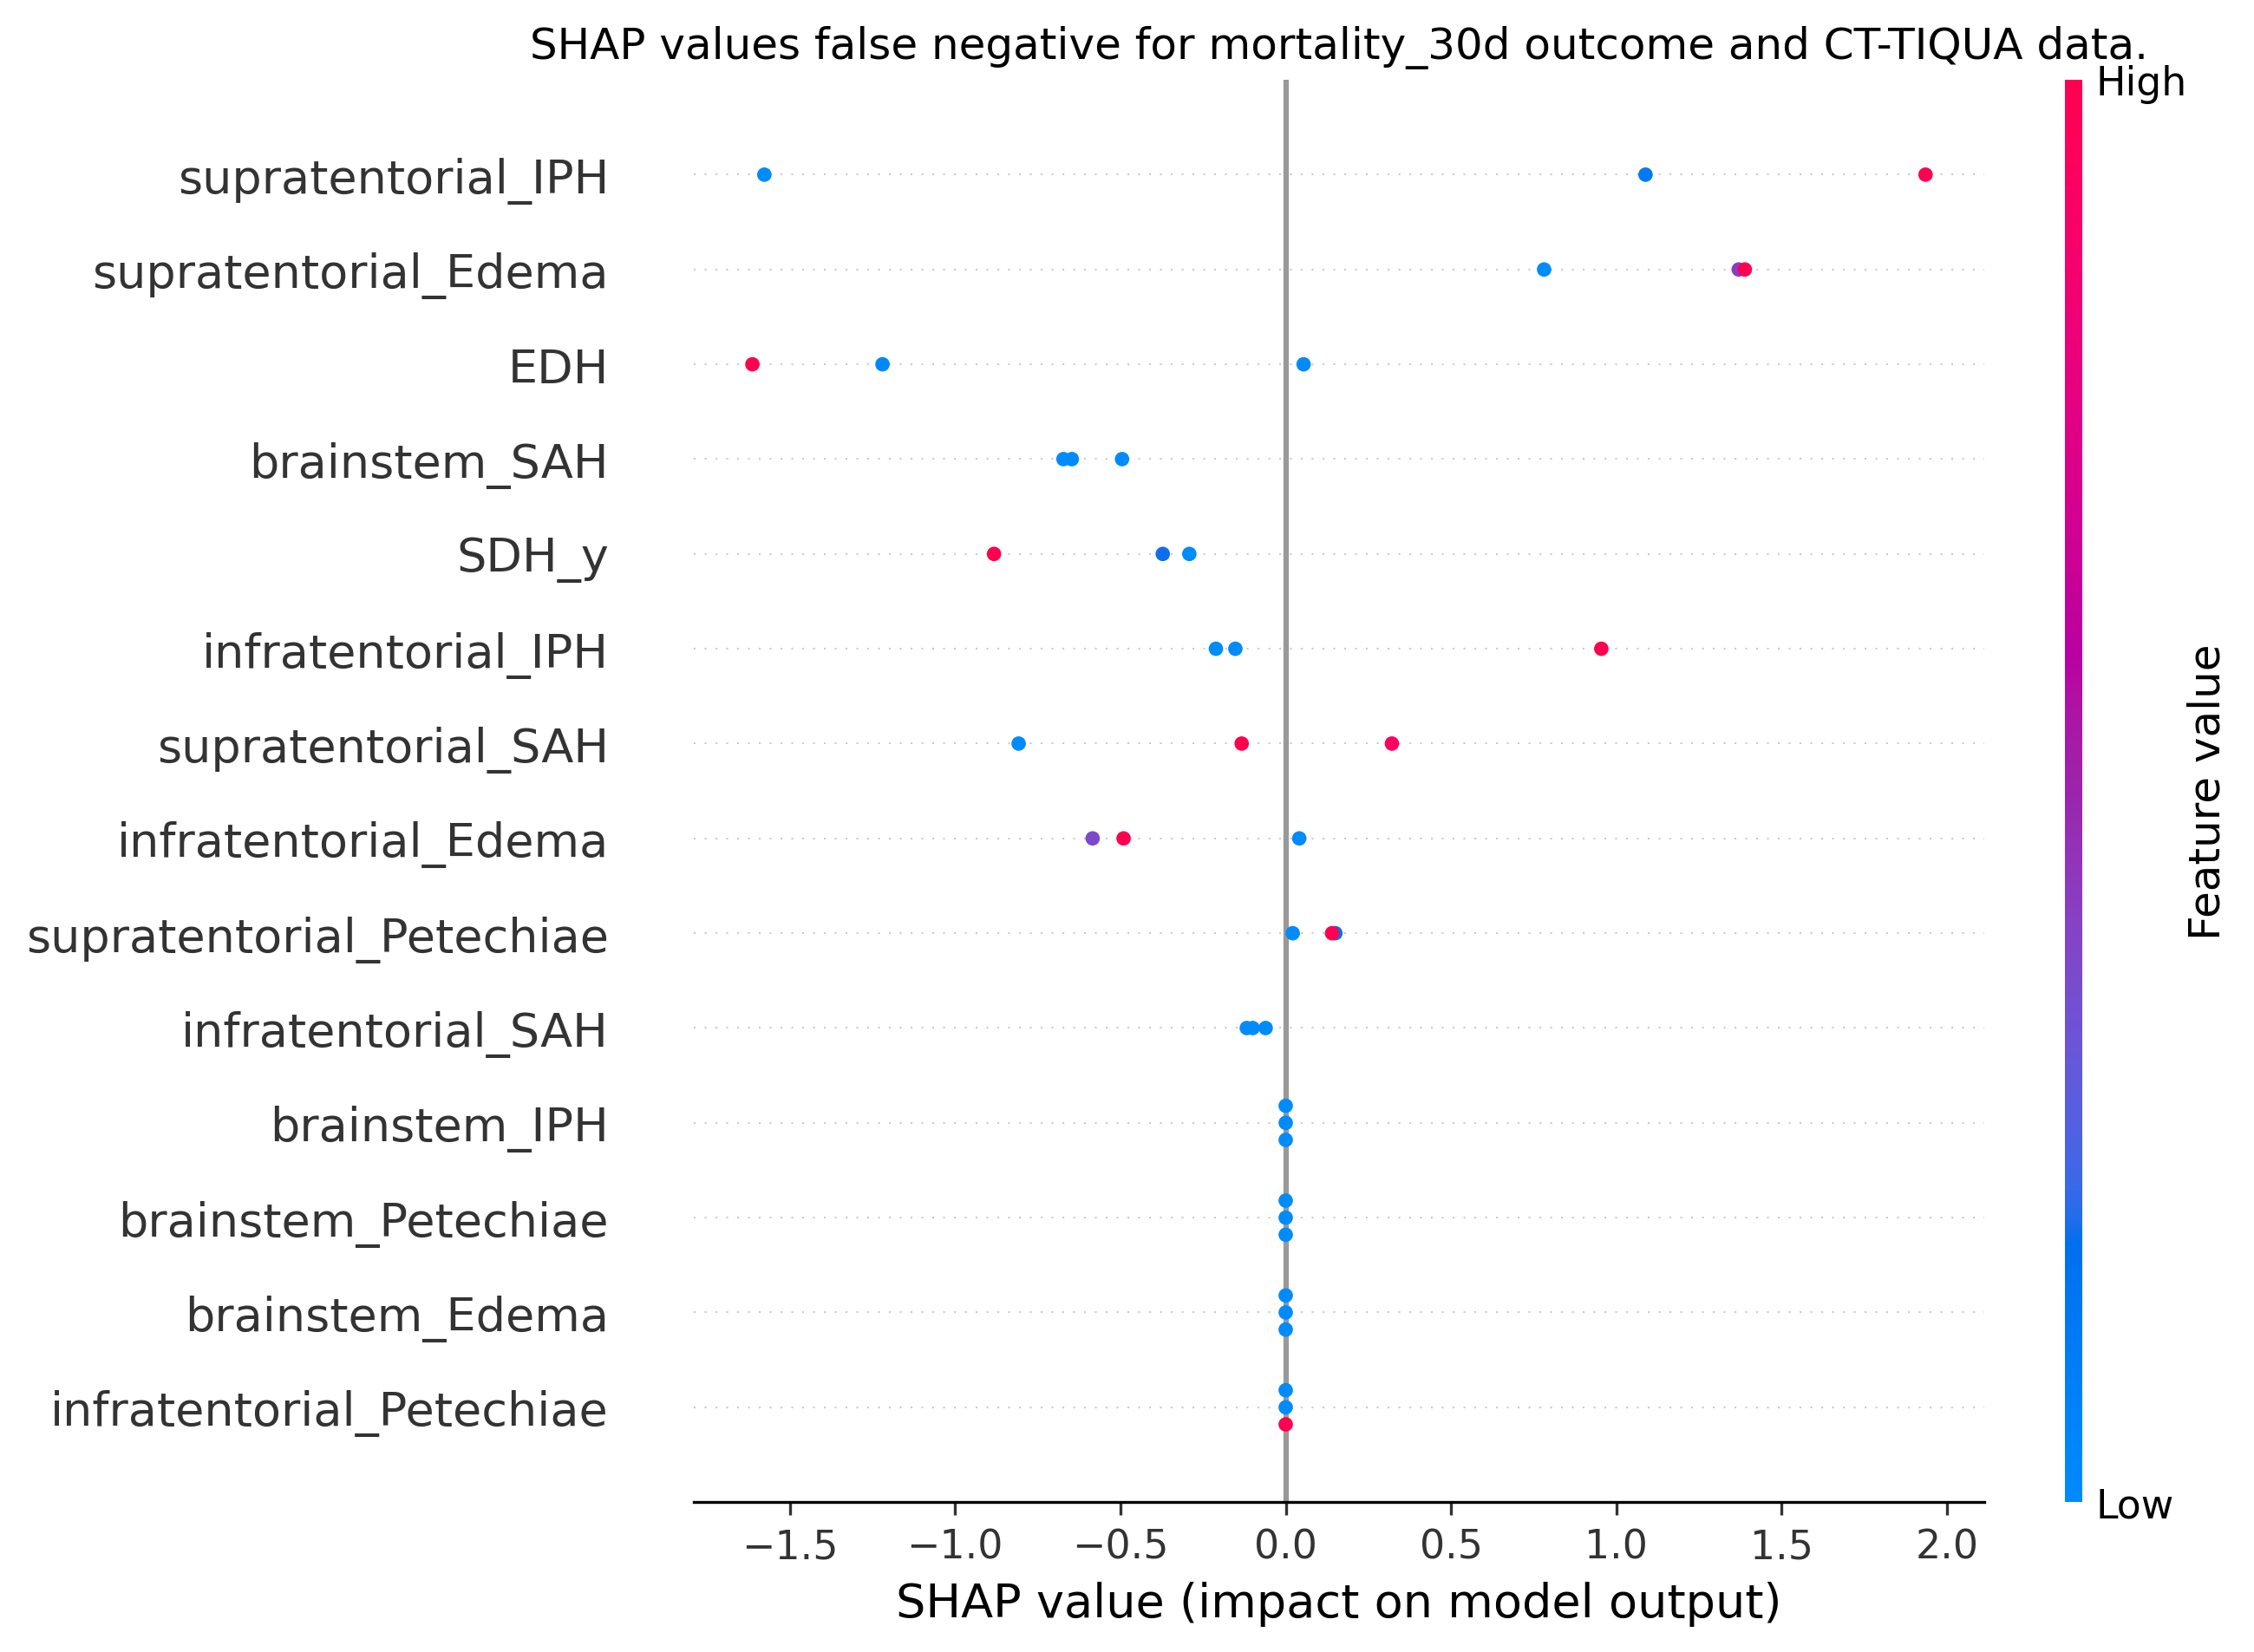 SHAP values false negative for mortality_30d outcome and CT-TIQUA data.
High
supratentorial_IPH
supratentorial_Edema
EDH
brainstem_SAH
SDH_y
infratentorial_IPH
supratentorial_SAH
infratentorial_Edema
supratentorial_Petechiae
infratentorial_SAH
brainstem_IPH
brainstem_Petechiae
brainstem_Edema
infratentorial_Petechiae
Feature value
Low
−1.5 −1.0 −0.5 0.0 0.5 1.0 1.5 2.0
SHAP value (impact on model output)